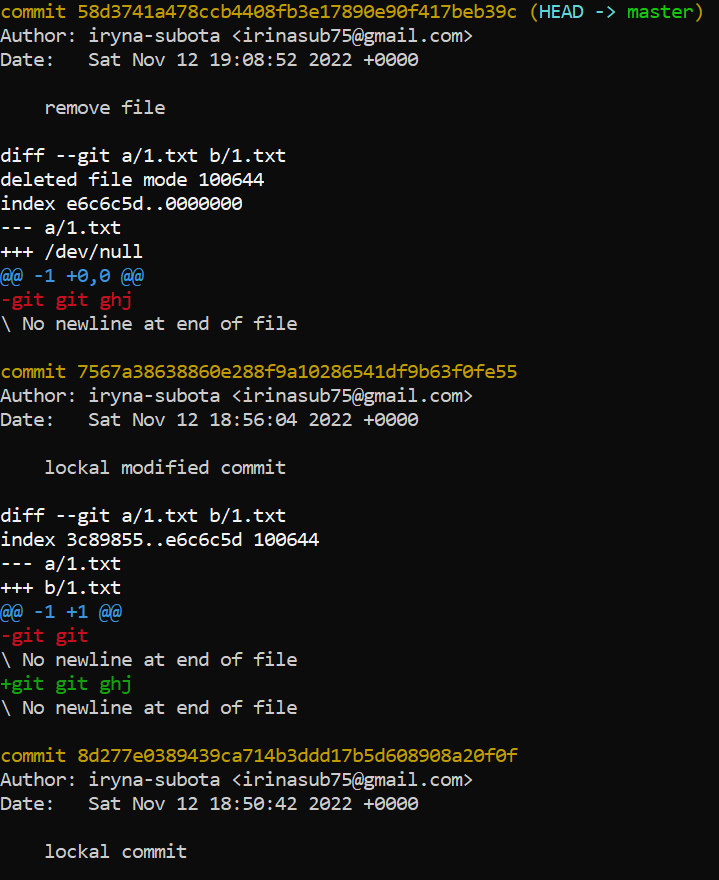 commit 58d3741a478ccb4408fb3e17890e90f417beb39c (HEAD -> master)
Author: iryna-subota <irinasub75@gmail.com>
Date:   Sat Nov 12 19:08:52 2022 +0000

    remove file

diff --git a/1.txt b/1.txt
deleted file mode 100644
index e6c6c5d..0000000
--- a/1.txt
+++ /dev/null
@@ -1 +0,0 @@
-git git ghj
\ No newline at end of file

commit 7567a38638860e288f9a10286541df9b63f0fe55
Author: iryna-subota <irinasub75@gmail.com>
Date:   Sat Nov 12 18:56:04 2022 +0000

    lockal modified commit

diff --git a/1.txt b/1.txt
index 3c89855..e6c6c5d 100644
--- a/1.txt
+++ b/1.txt
@@ -1 +1 @@
-git git
\ No newline at end of file
+git git ghj
\ No newline at end of file

commit 8d277e0389439ca714b3ddd17b5d608908a20f0f
Author: iryna-subota <irinasub75@gmail.com>
Date:   Sat Nov 12 18:50:42 2022 +0000

    lockal commit